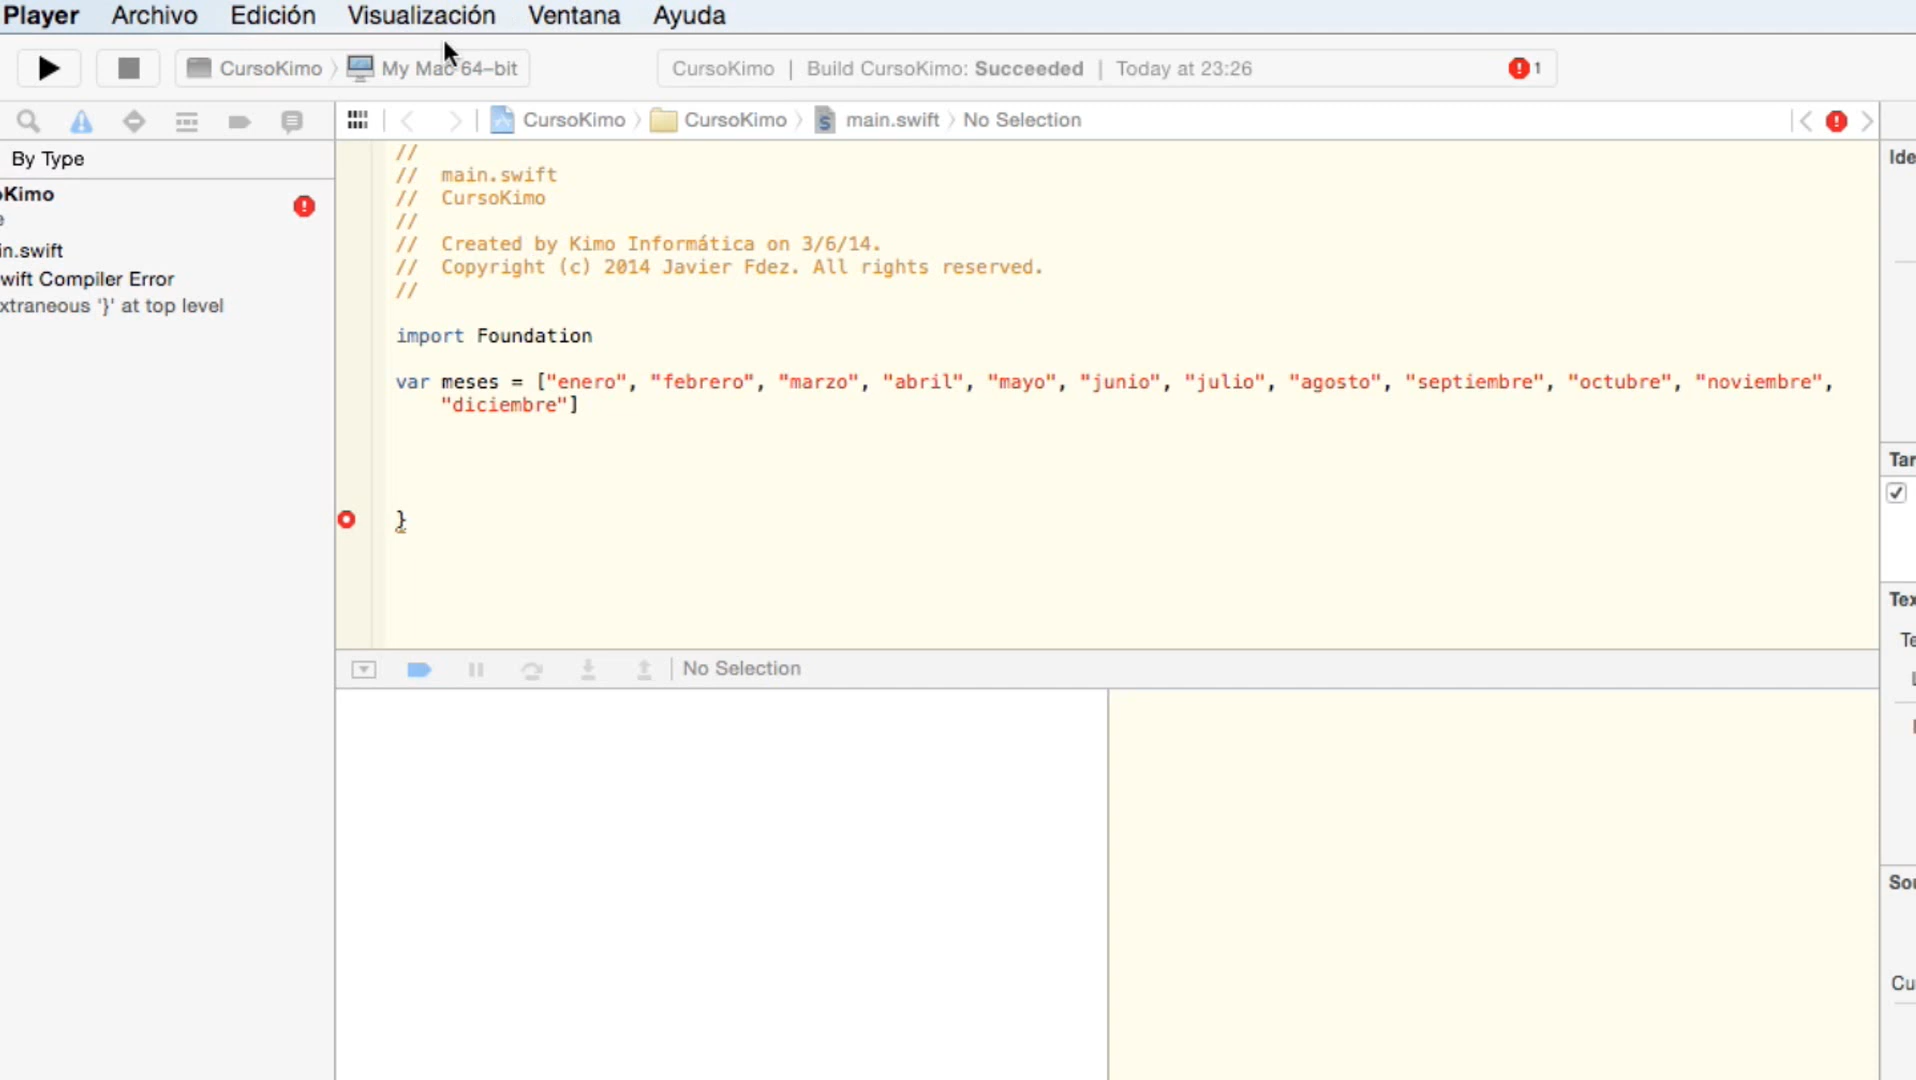 Player Archivo Edición Visualización Ventana Ayuda
CursoKimo My Mac 64-bit CursoKimo | Build CursoKimo: Succeeded | Today at 23:26 1
CursoKimo CursoKimo main.swift No Selection
By Type
oKimo
in.swift
wift Compiler Error
xtraneous '}' at top level
//
// main.swift
// CursoKimo
//
// Created by Kimo Informática on 3/6/14.
// Copyright (c) 2014 Javier Fdez. All rights reserved.
//
import Foundation
var meses = ["enero", "febrero", "marzo", "abril", "mayo", "junio", "julio", "agosto", "septiembre", "octubre", "noviembre",
"diciembre"]
}
No Selection
Ide
Tar
Tex
Te
Sou
Cu